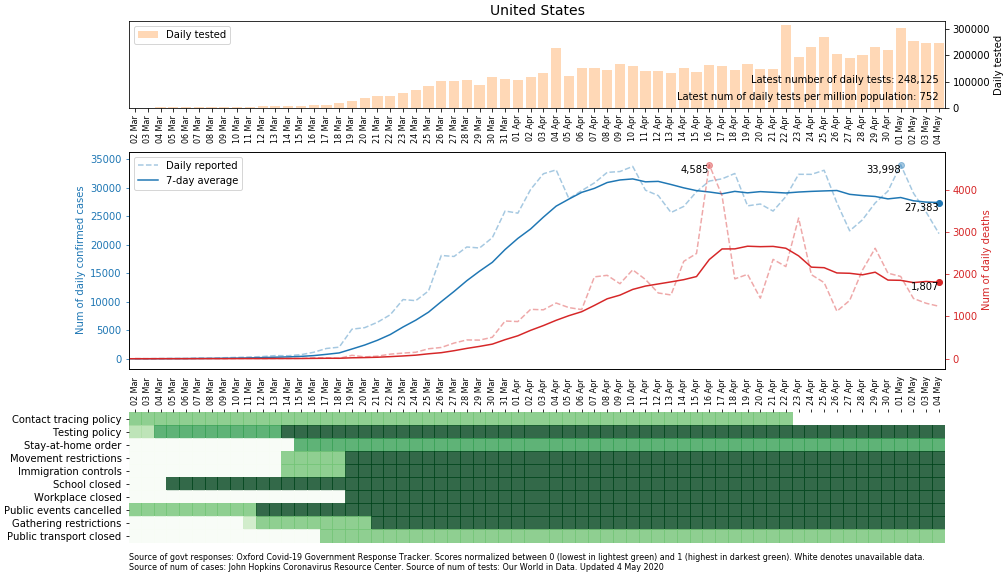 United States
Daily tested
300000
200000
100000
0
Daily tested
Latest number of daily tests: 248,125
Latest num of daily tests per million population: 752
02 Mar 03 Mar 04 Mar 05 Mar 06 Mar 07 Mar 08 Mar 09 Mar 10 Mar 11 Mar 12 Mar 13 Mar 14 Mar 15 Mar 16 Mar 17 Mar 18 Mar 19 Mar 20 Mar 21 Mar 22 Mar 23 Mar 24 Mar 25 Mar 26 Mar 27 Mar 28 Mar 29 Mar 30 Mar 31 Mar 01 Apr 02 Apr 03 Apr 04 Apr 05 Apr 06 Apr 07 Apr 08 Apr 09 Apr 10 Apr 11 Apr 12 Apr 13 Apr 14 Apr 15 Apr 16 Apr 17 Apr 18 Apr 19 Apr 20 Apr 21 Apr 22 Apr 23 Apr 24 Apr 25 Apr 26 Apr 27 Apr 28 Apr 29 Apr 30 Apr 01 May 02 May 03 May 04 May
Daily reported
7-day average
Num of daily confirmed cases
35000
30000
25000
20000
15000
10000
5000
0
4,585
33,998
27,383
1,807
4000
3000
2000
1000
0
Num of daily deaths
02 Mar 03 Mar 04 Mar 05 Mar 06 Mar 07 Mar 08 Mar 09 Mar 10 Mar 11 Mar 12 Mar 13 Mar 14 Mar 15 Mar 16 Mar 17 Mar 18 Mar 19 Mar 20 Mar 21 Mar 22 Mar 23 Mar 24 Mar 25 Mar 26 Mar 27 Mar 28 Mar 29 Mar 30 Mar 31 Mar 01 Apr 02 Apr 03 Apr 04 Apr 05 Apr 06 Apr 07 Apr 08 Apr 09 Apr 10 Apr 11 Apr 12 Apr 13 Apr 14 Apr 15 Apr 16 Apr 17 Apr 18 Apr 19 Apr 20 Apr 21 Apr 22 Apr 23 Apr 24 Apr 25 Apr 26 Apr 27 Apr 28 Apr 29 Apr 30 Apr 01 May 02 May 03 May 04 May
Contact tracing policy
Testing policy
Stay-at-home order
Movement restrictions
Immigration controls
School closed
Workplace closed
Public events cancelled
Gathering restrictions
Public transport closed
Source of govt responses: Oxford Covid-19 Government Response Tracker. Scores normalized between 0 (lowest in lightest green) and 1 (highest in darkest green). White denotes unavailable data.
Source of num of cases: John Hopkins Coronavirus Resource Center. Source of num of tests: Our World in Data. Updated 4 May 2020